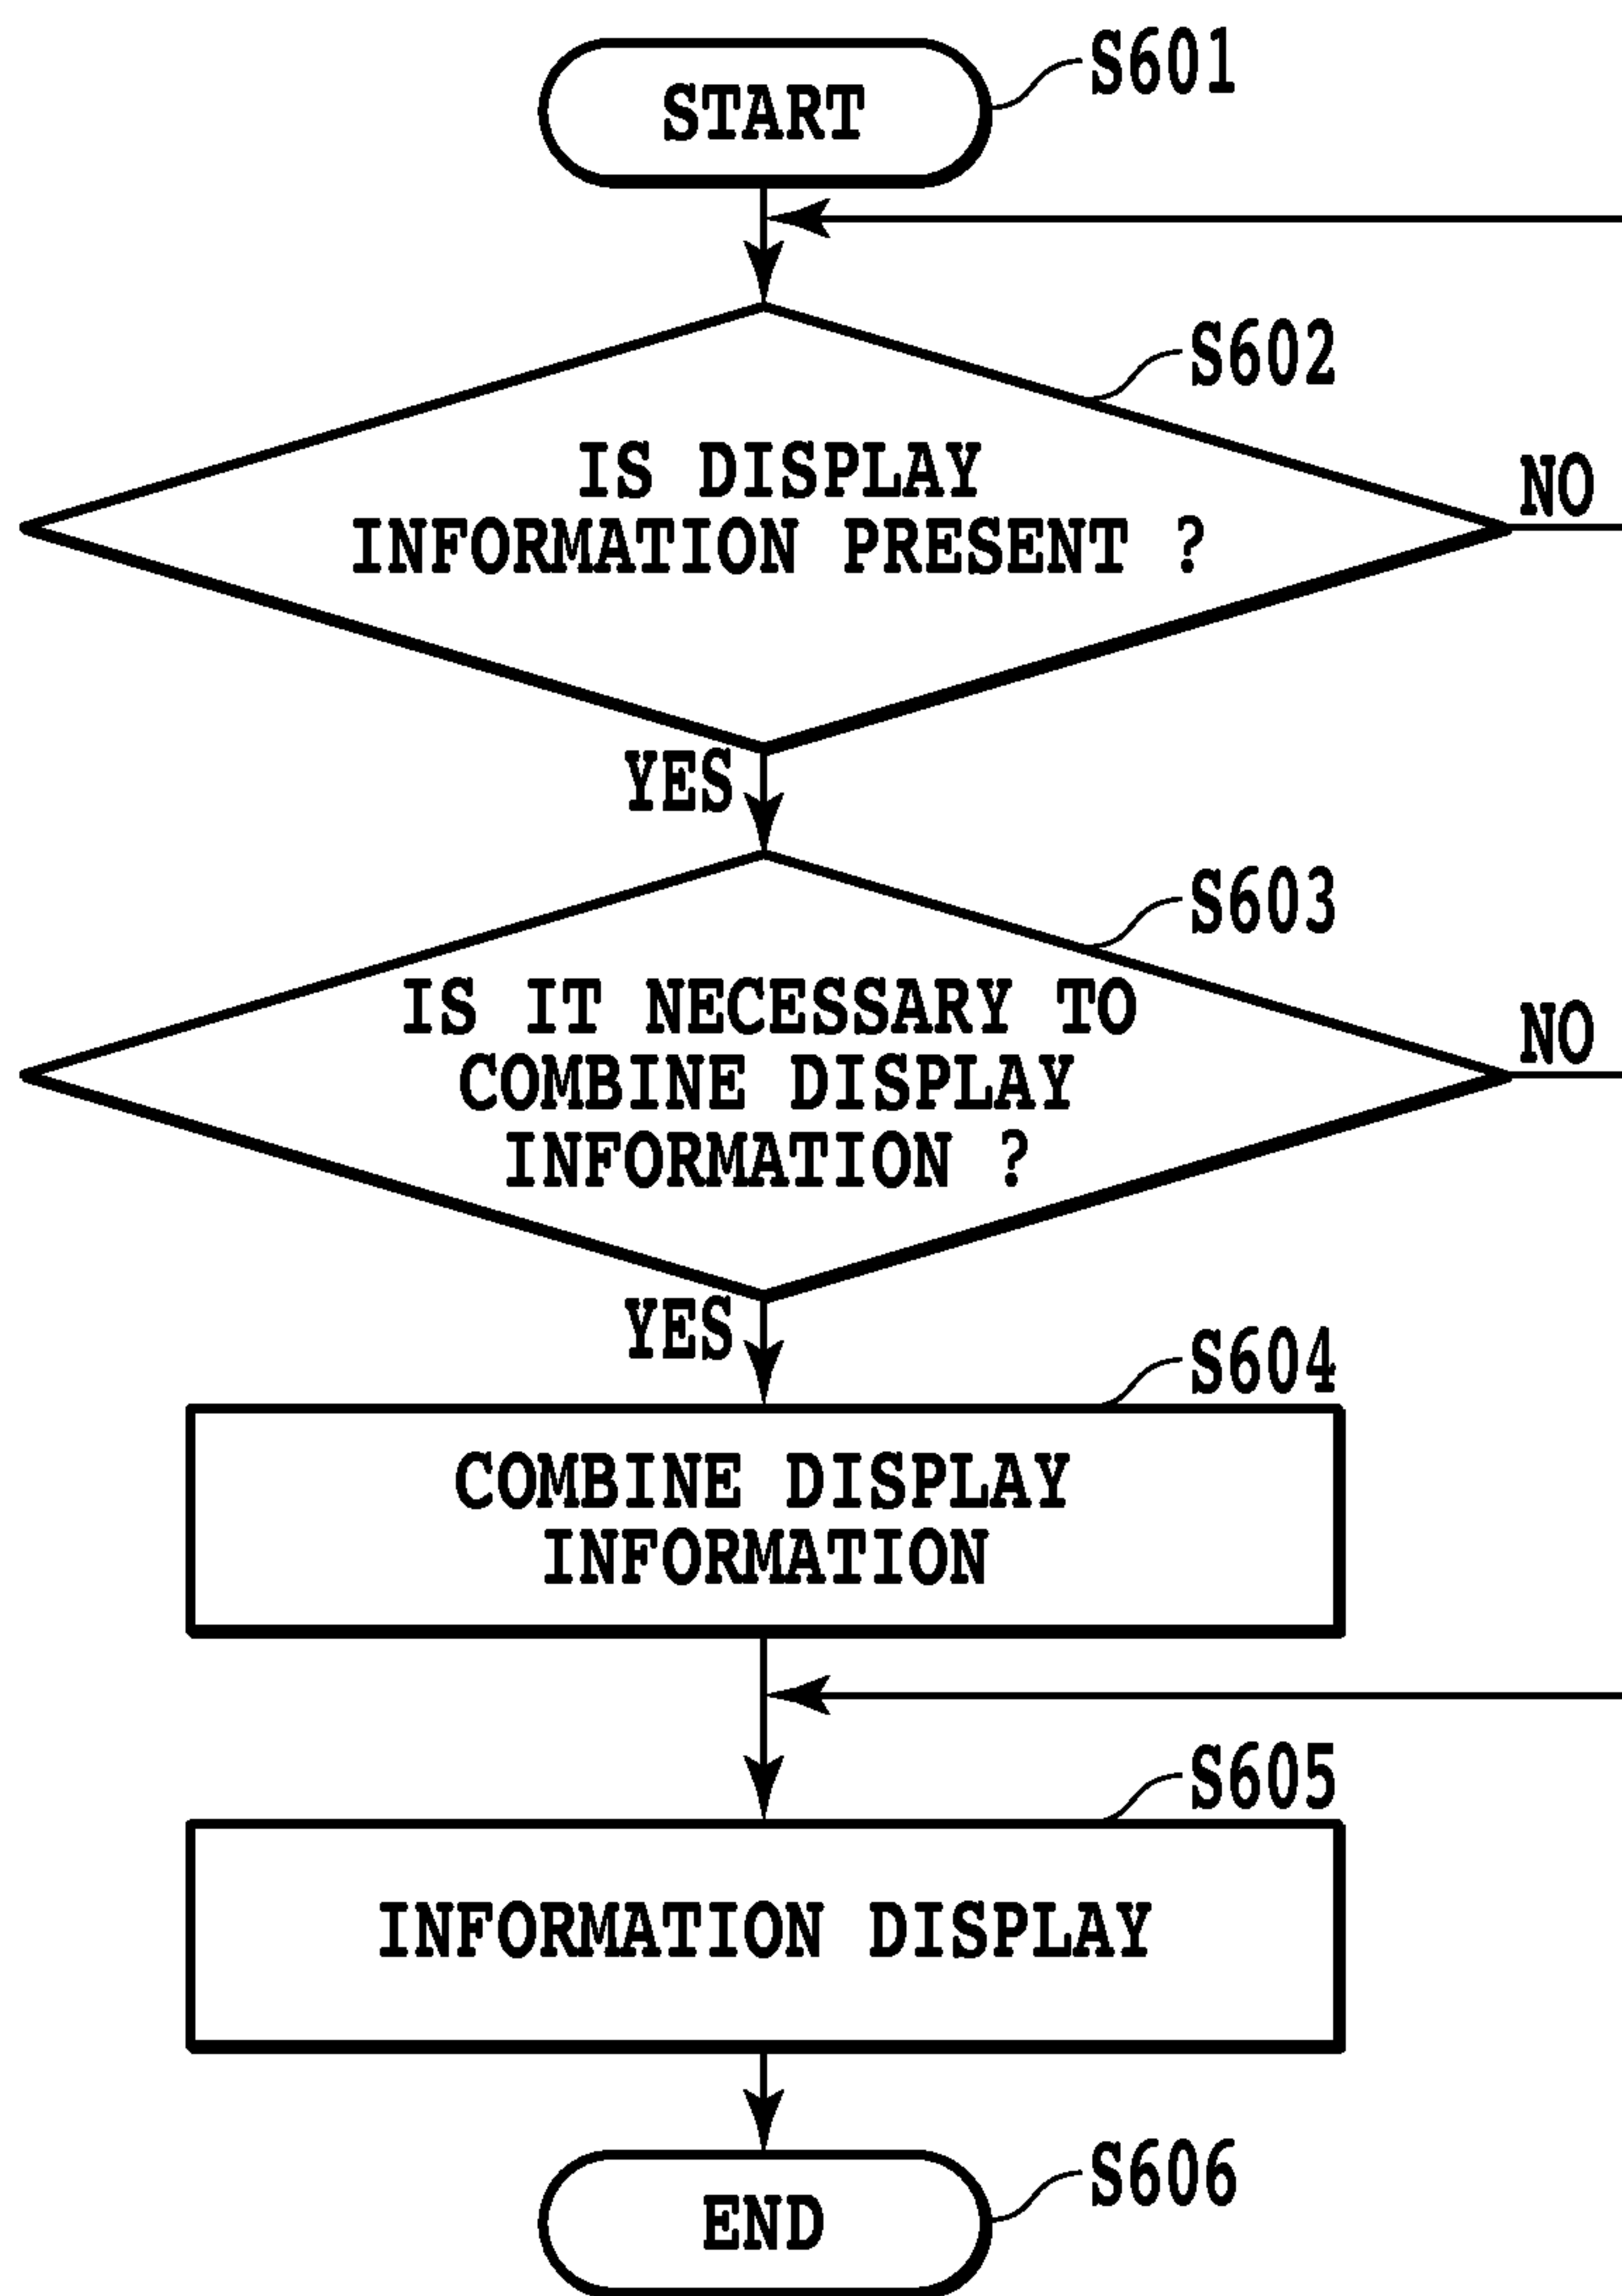 START
S601
S602
IS DISPLAY
INFORMATION PRESENT ?
NO
YES
S603
IS IT NECESSARY TO
COMBINE DISPLAY
INFORMATION ?
NO
YES
S604
COMBINE DISPLAY
INFORMATION
S605
INFORMATION DISPLAY
END
S606